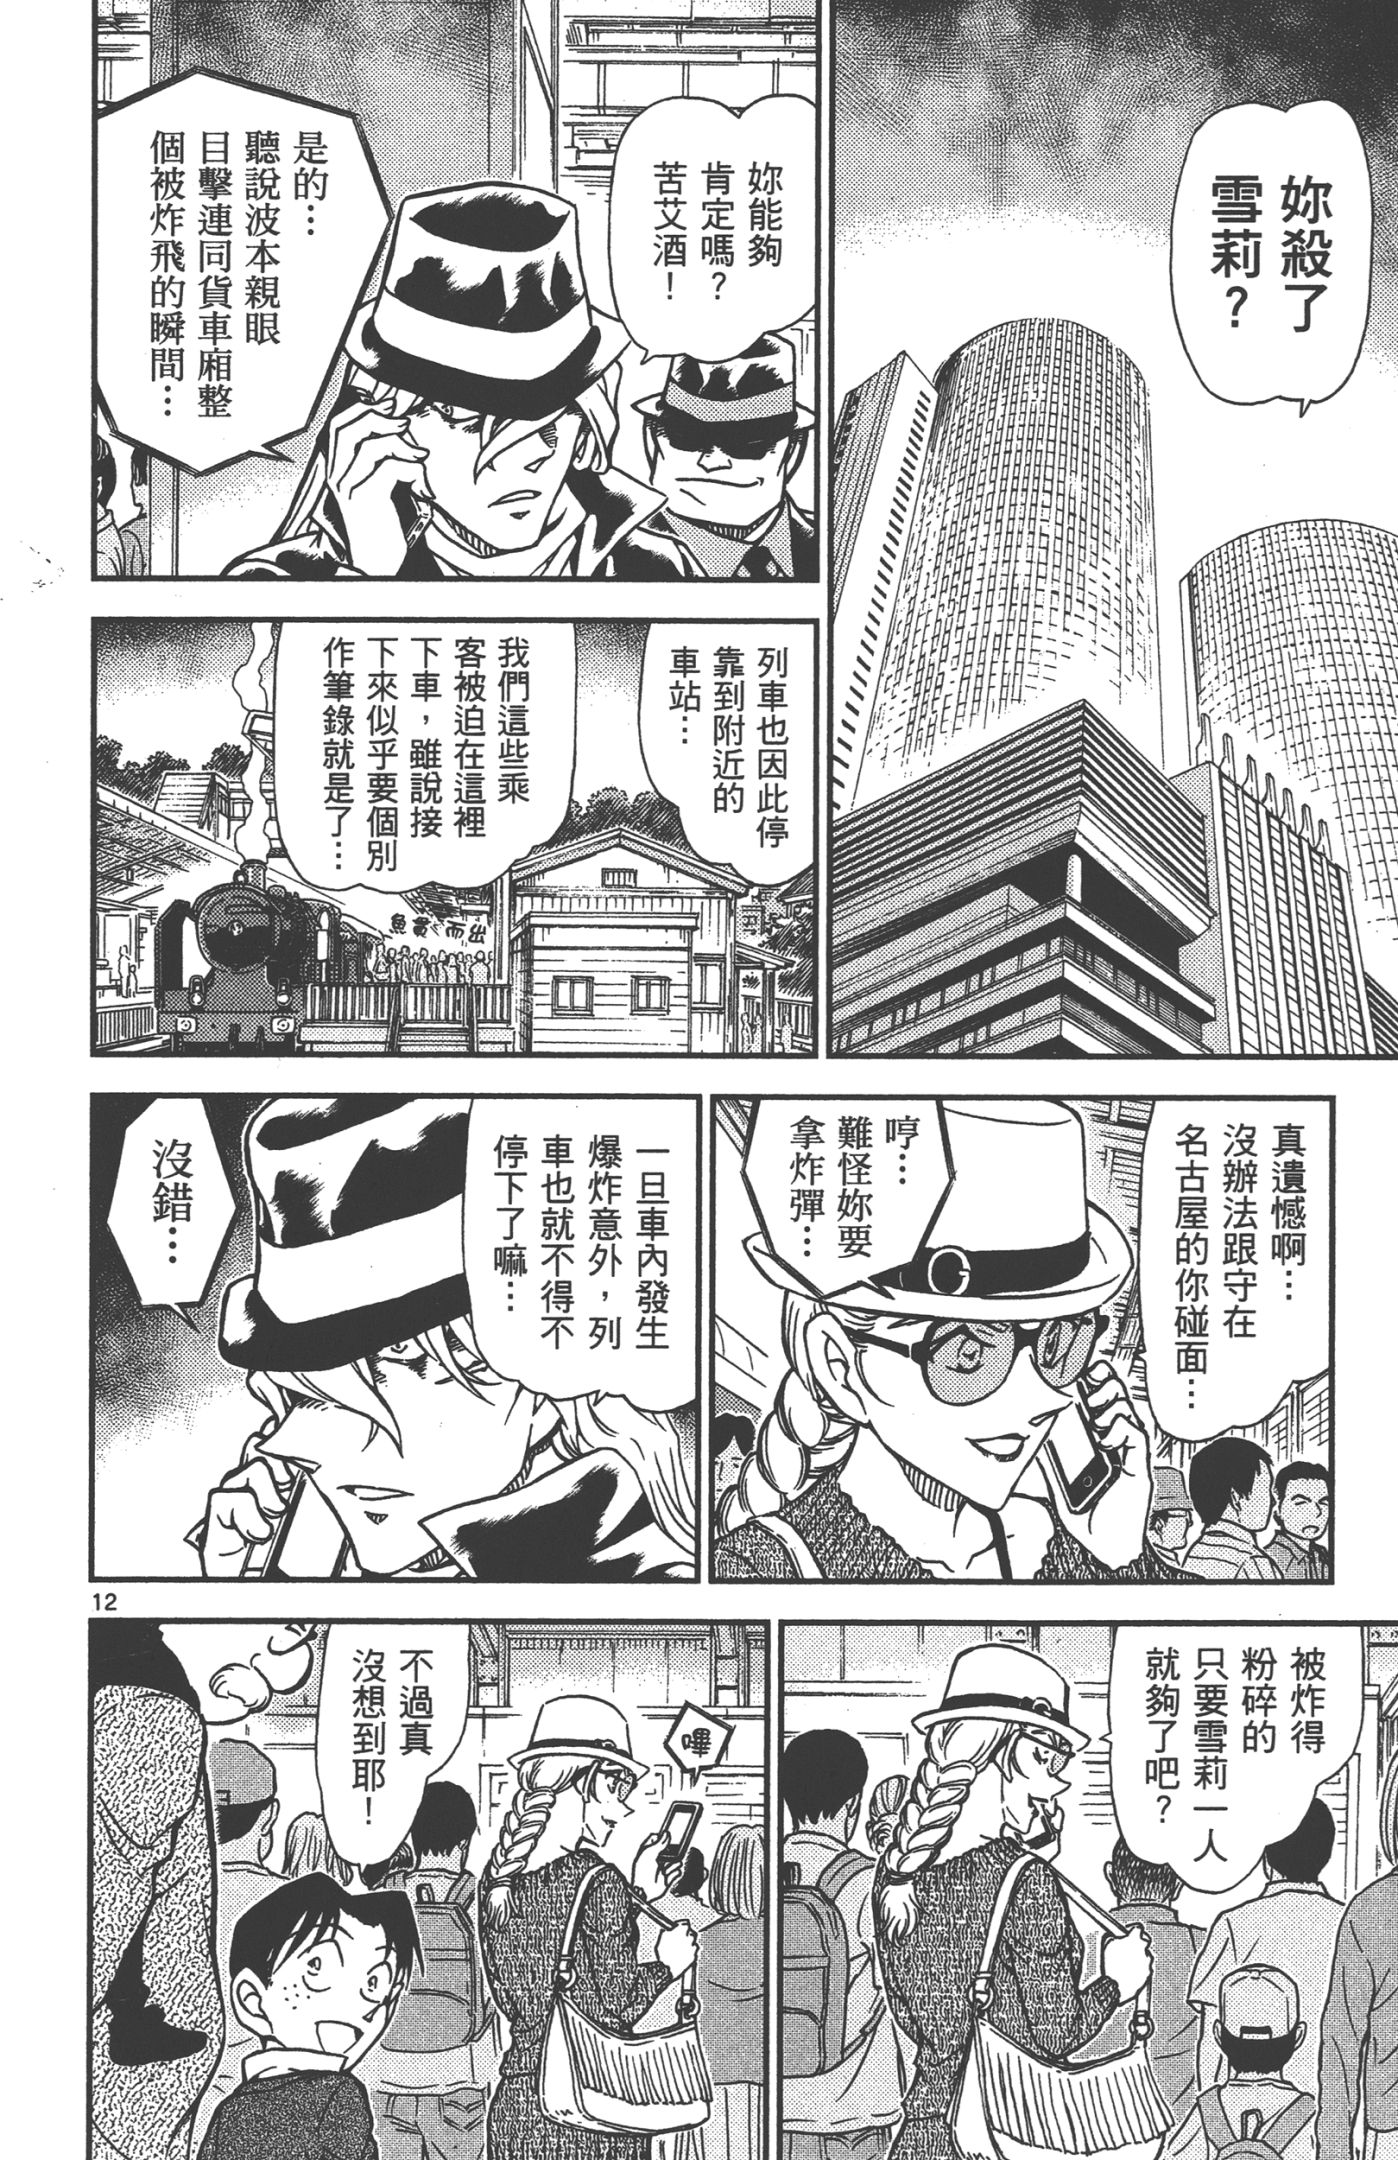 妳殺了
雪莉？
妳能夠
肯定嗎？
苦艾酒！
是的…
聽說波本親眼
目擊連同貨車廂整
個被炸飛的瞬間…
列車也因此停
靠到附近的
車站…
我們這些乘
客被迫在這裡
下車，雖說接
下來似乎要個別
作筆錄就是了…
真遺憾啊…
沒辦法跟守在
名古屋的你碰面…
哼…
難怪妳要
拿炸彈…
一旦車內發生
爆炸意外，列
車也就不得不
停下了嘛…
沒錯…
12
被炸得
粉碎的
只要雪莉一人
就夠了吧？
嗶
不過真
沒想到耶！